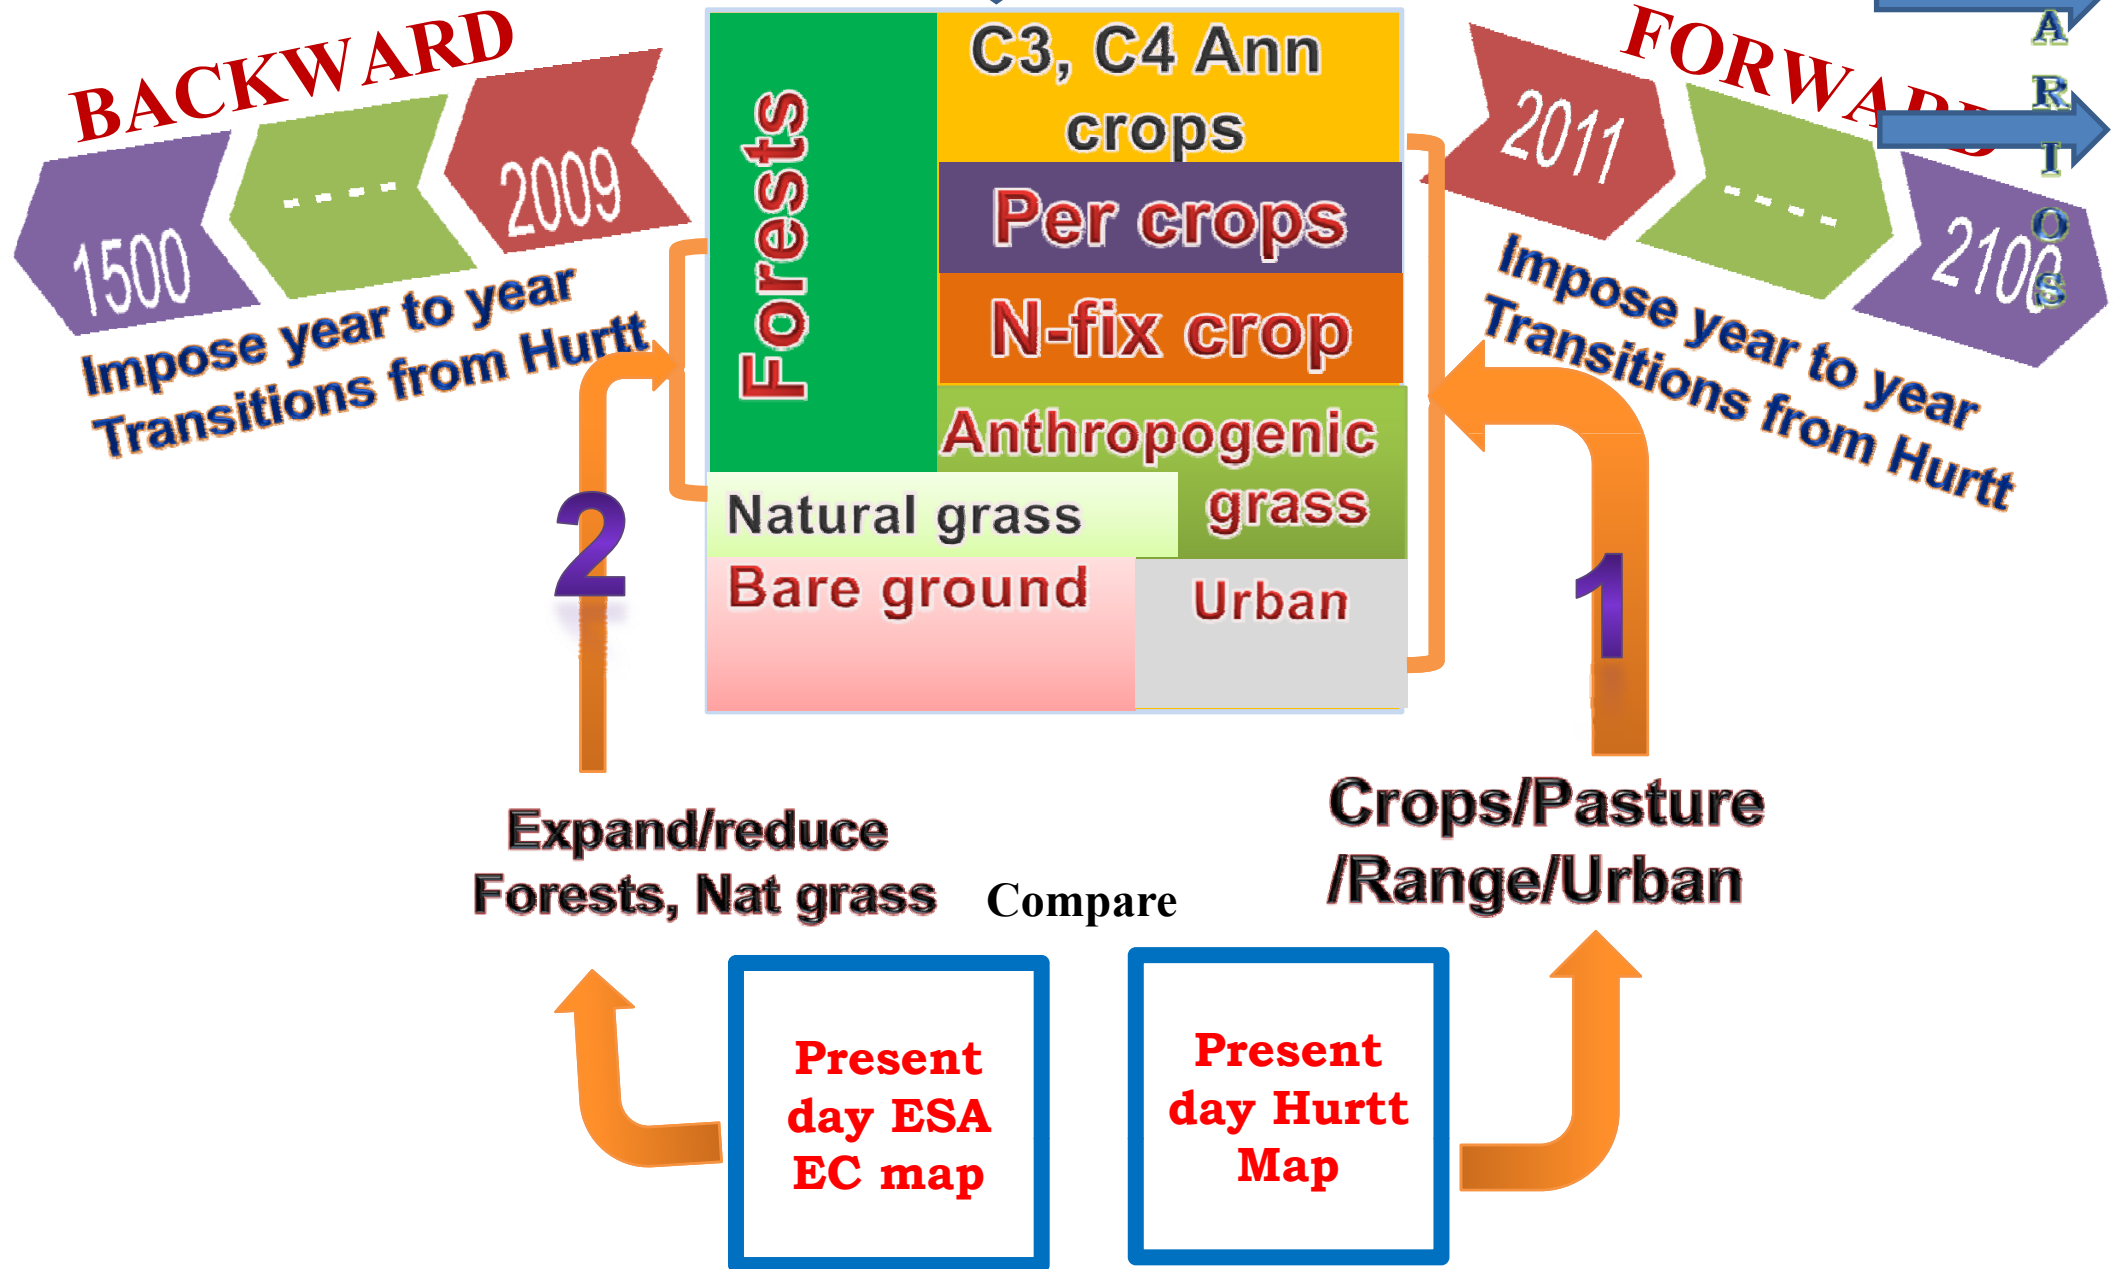 BACKWARD
1500
- - - -
2009
Impose year to year
Transitions from Hurtt
Forests
C3, C4 Ann
crops
Per crops
N-fix crop
Anthropogenic
grass
Natural grass
Bare ground
Urban
FORWARD
2011
- - - -
2100
Impose year to year
Transitions from Hurtt
A
R
I
O
S
2
1
Expand/reduce
Forests, Nat grass
Compare
Crops/Pasture
/Range/Urban
Present
day ESA
EC map
Present
day Hurtt
Map